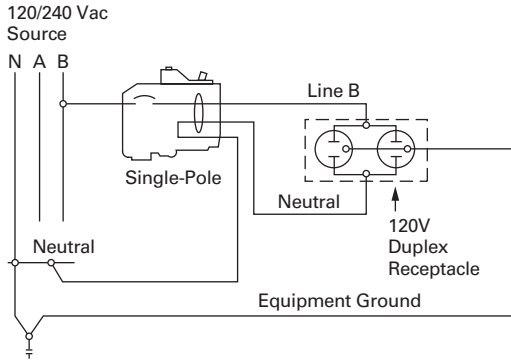 120/240 Vac
Source
N A B
Line B
Single-Pole
Neutral
120V
Duplex
Receptacle
Neutral
Equipment Ground